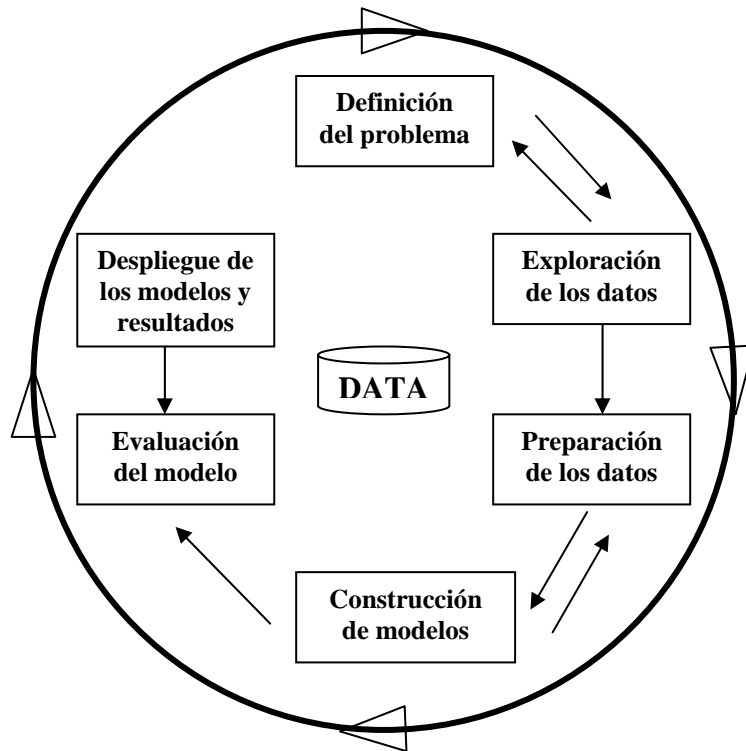 Definición
del problema
Despliegue de
los modelos y
resultados
Exploración
de los datos
DATA
Evaluación
del modelo
Preparación
de los datos
Construcción
de modelos